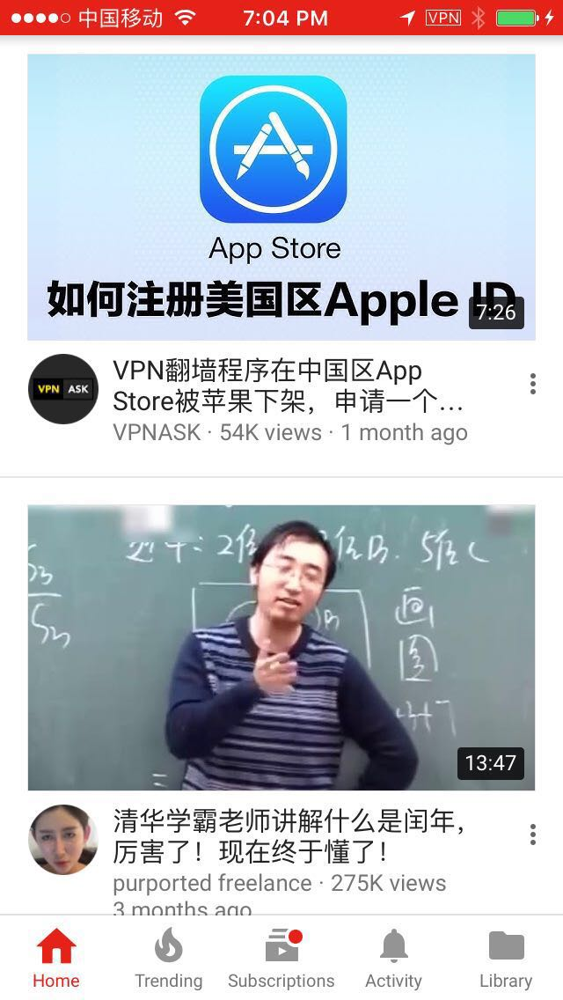 中国移动 7:04 PM VPN
App Store
如何注册美国区Apple ID
7:26
VPN ASK
VPN翻墙程序在中国区App
Store被苹果下架，申请一个…
VPNASK · 54K views · 1 month ago
2倍 B. 5倍 C
画
图
13:47
清华学霸老师讲解什么是闰年，
厉害了！现在终于懂了！
purported freelance · 275K views
3 months ago
Home Trending Subscriptions Activity Library